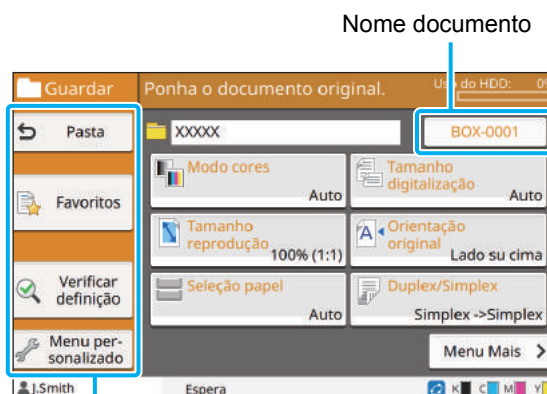 Nome documento
Guardar
Ponha o documento original.
Uso do HDD: 0%
Pasta
XXXXX
BOX-0001
Modo cores
Auto
Tamanho
digitalização
Auto
Favoritos
Tamanho
reprodução
100% (1:1)
Orientação
original
Lado su cima
Verificar
definição
Seleção papel
Auto
Duplex/Simplex
Simplex ->Simplex
Menu per-
sonalizado
Menu Mais
J.Smith
Espera
K C M Y